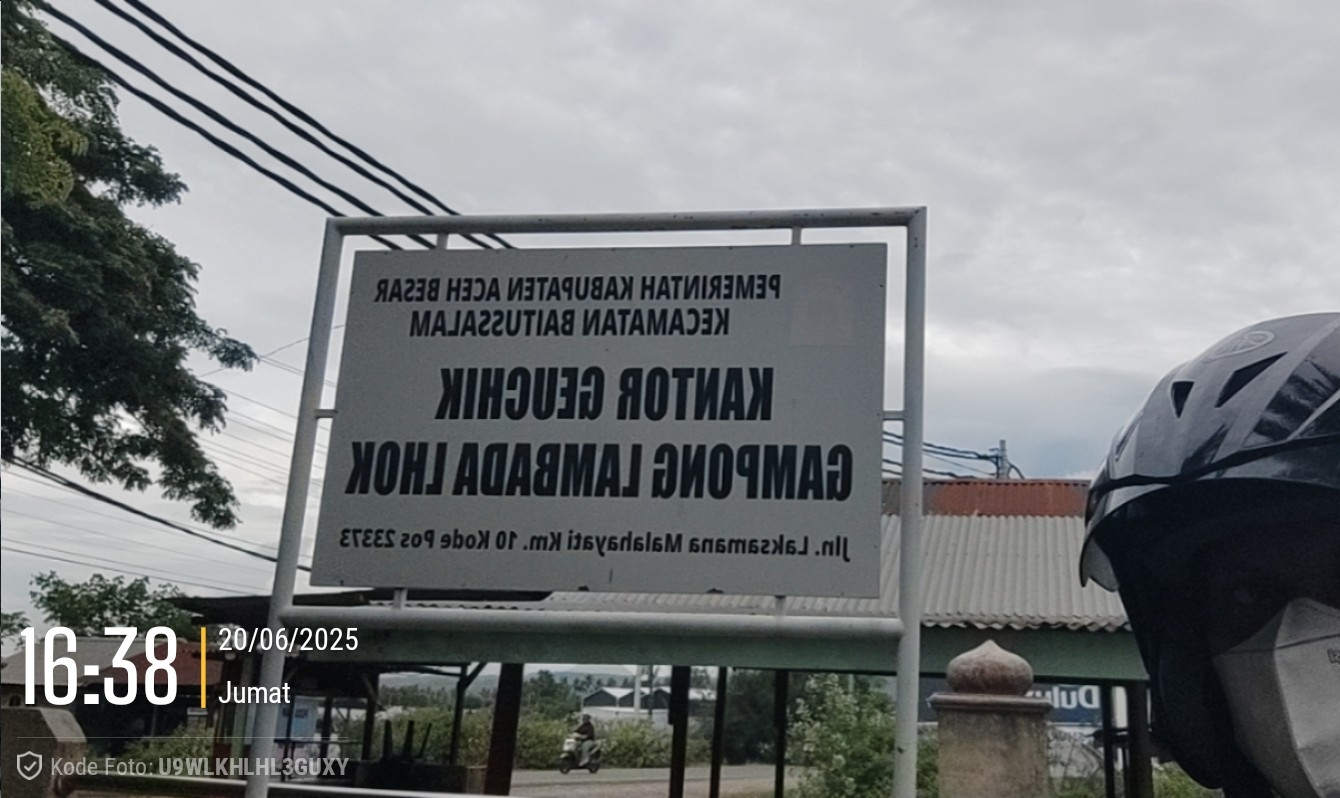 PEMERINTAH KABUPATEN ACEH BESAR
KECAMATAN BAITUSSALAM
KANTOR GEUCHIK
GAMPONG LAMBADA LHOK
Jln. Laksamana Malahayati Km. 10 Kode Pos 23373
16:38
20/06/2025
Jumat
Kode Foto: U9WLKHLHL3GUXY